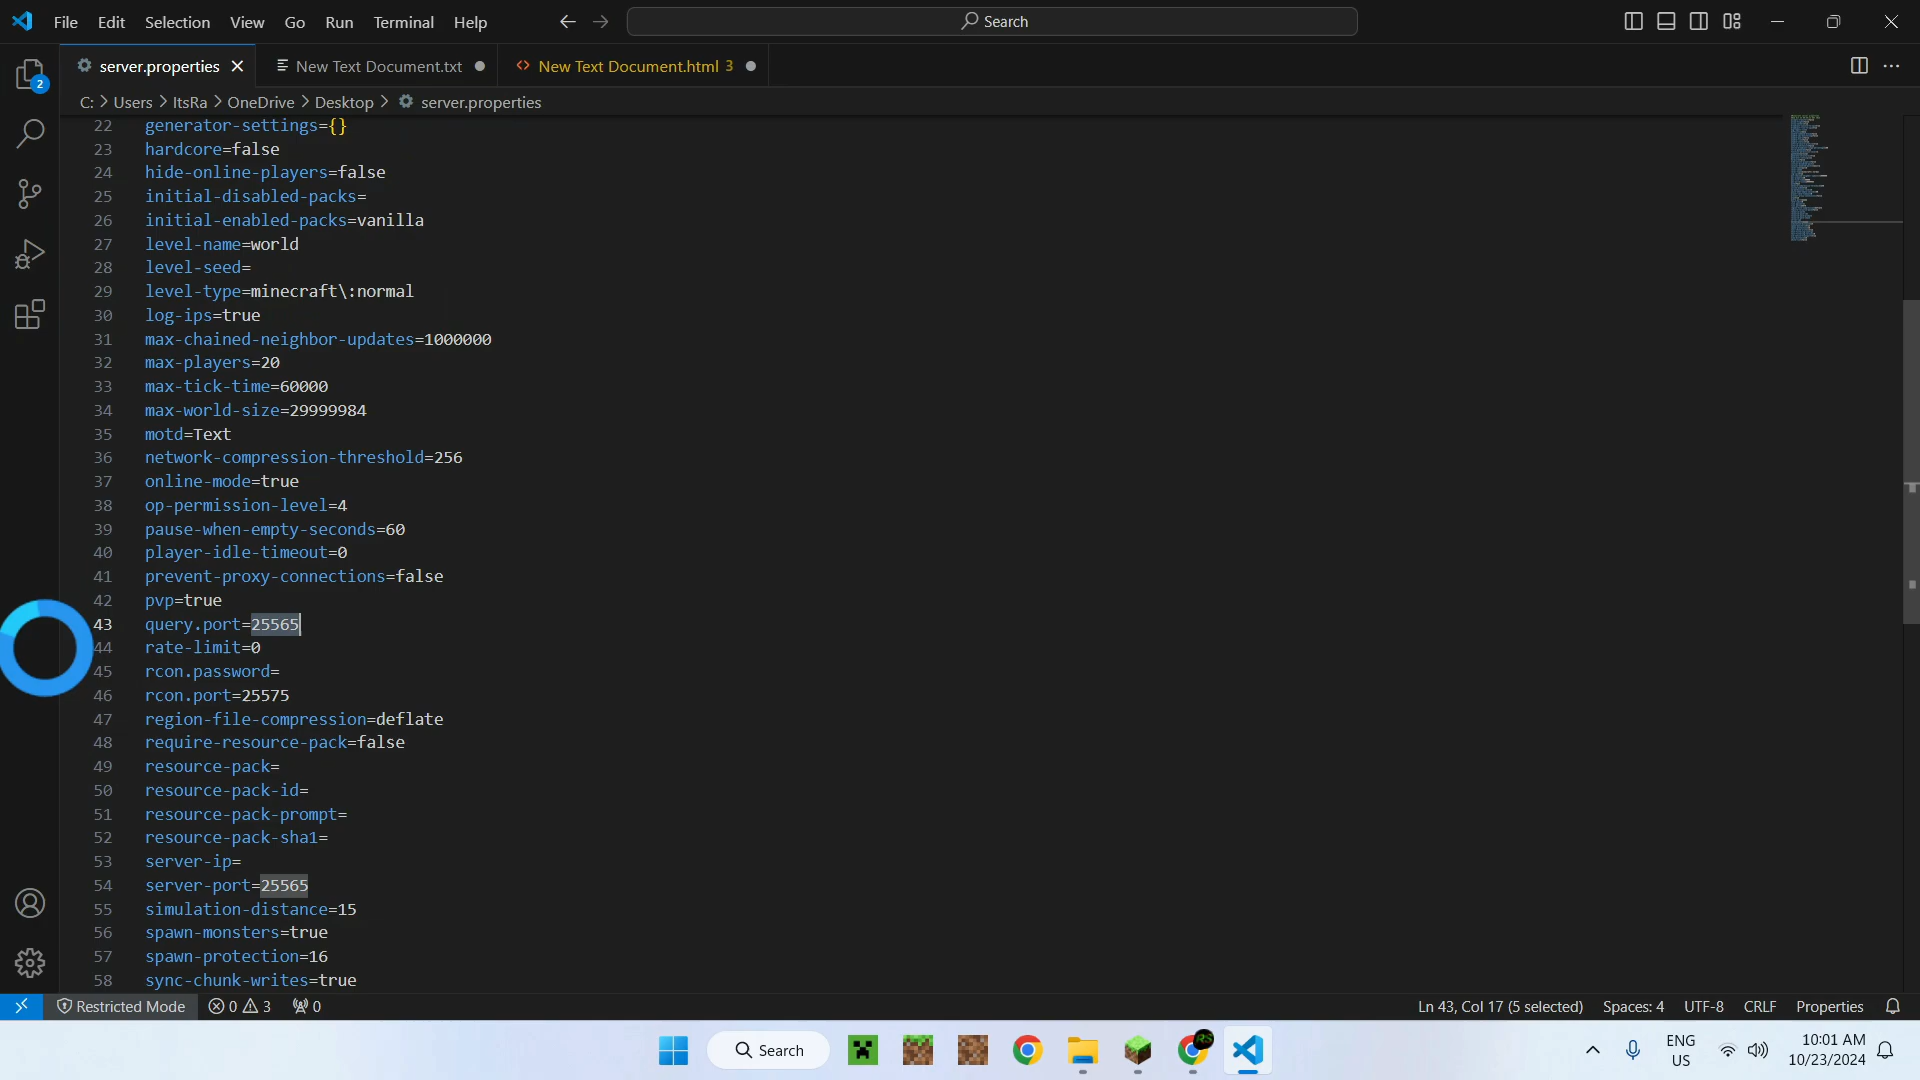 File Edit Selection View Go Run Terminal Help
Search
server.properties
New Text Document.txt
New Text Document.html 3
2
C: > Users > ItsRa > OneDrive > Desktop > server.properties
22 generator-settings={}
23 hardcore=false
24 hide-online-players=false
25 initial-disabled-packs=
26 initial-enabled-packs=vanilla
27 level-name=world
28 level-seed=
29 level-type=minecraft\:normal
30 log-ips=true
31 max-chained-neighbor-updates=1000000
32 max-players=20
33 max-tick-time=60000
34 max-world-size=29999984
35 motd=Text
36 network-compression-threshold=256
37 online-mode=true
38 op-permission-level=4
39 pause-when-empty-seconds=60
40 player-idle-timeout=0
41 prevent-proxy-connections=false
42 pvp=true
43 query.port=25565
44 rate-limit=0
45 rcon.password=
46 rcon.port=25575
47 region-file-compression=deflate
48 require-resource-pack=false
49 resource-pack=
50 resource-pack-id=
51 resource-pack-prompt=
52 resource-pack-sha1=
53 server-ip=
54 server-port=25565
55 simulation-distance=15
56 spawn-monsters=true
57 spawn-protection=16
58 sync-chunk-writes=true
Restricted Mode 0 3 0
Ln 43, Col 17 (5 selected) Spaces: 4 UTF-8 CRLF Properties
Search
RS
ENG
US
10:01 AM
10/23/2024